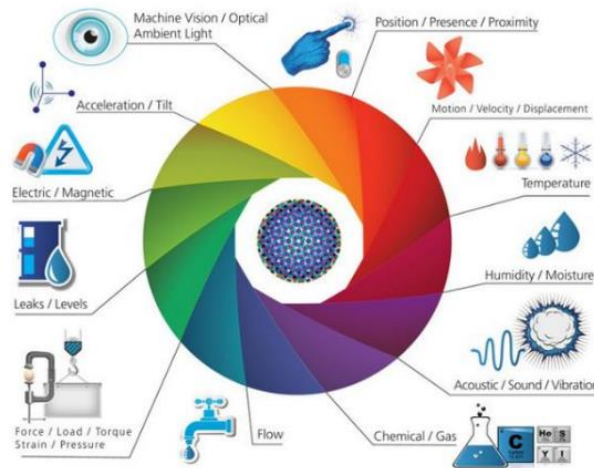 Machine Vision / Optical
Ambient Light
Position / Presence / Proximity
Acceleration / Tilt
Motion / Velocity / Displacement
Electric / Magnetic
Temperature
Leaks / Levels
Humidity / Moisture
Acoustic / Sound / Vibration
Force / Load / Torque
Strain / Pressure
Flow
Chemical / Gas
C
He S
Y I